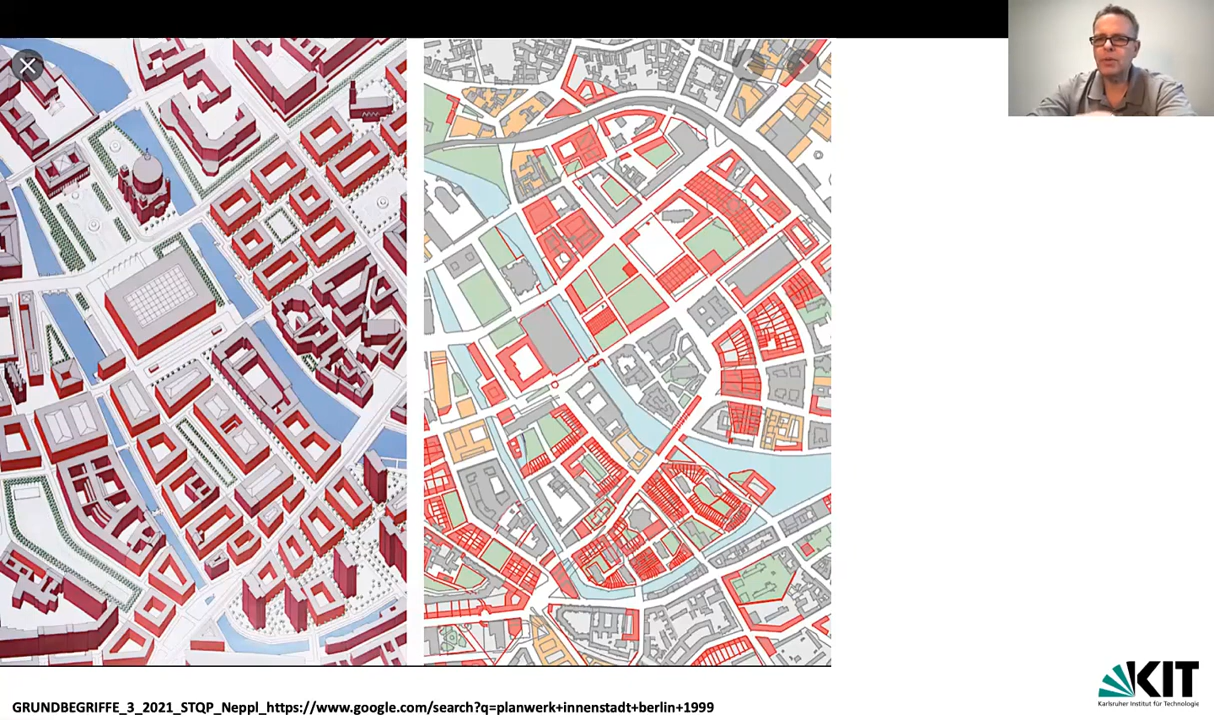 KIT
Karlsruher Institut für Technologie
GRUNDBEGRIFFE_3_2021_STQP_Neppl_https://www.google.com/search?q=planwerk+innenstadt+berlin+1999